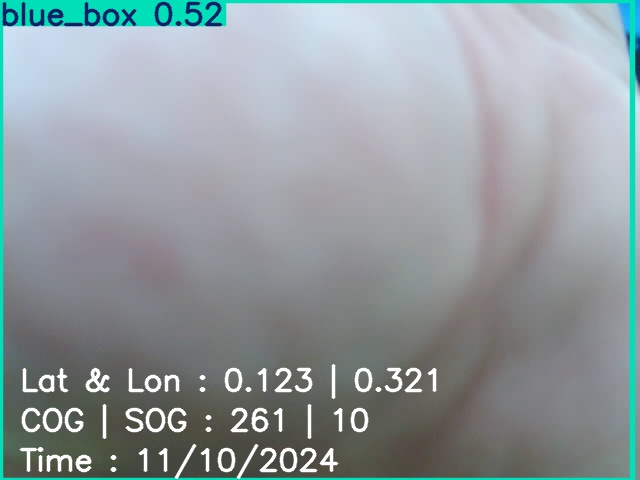 blue_box 0.52
Lat & Lon : 0.123 | 0.321
COG | SOG : 261 | 10
Time : 11/10/2024